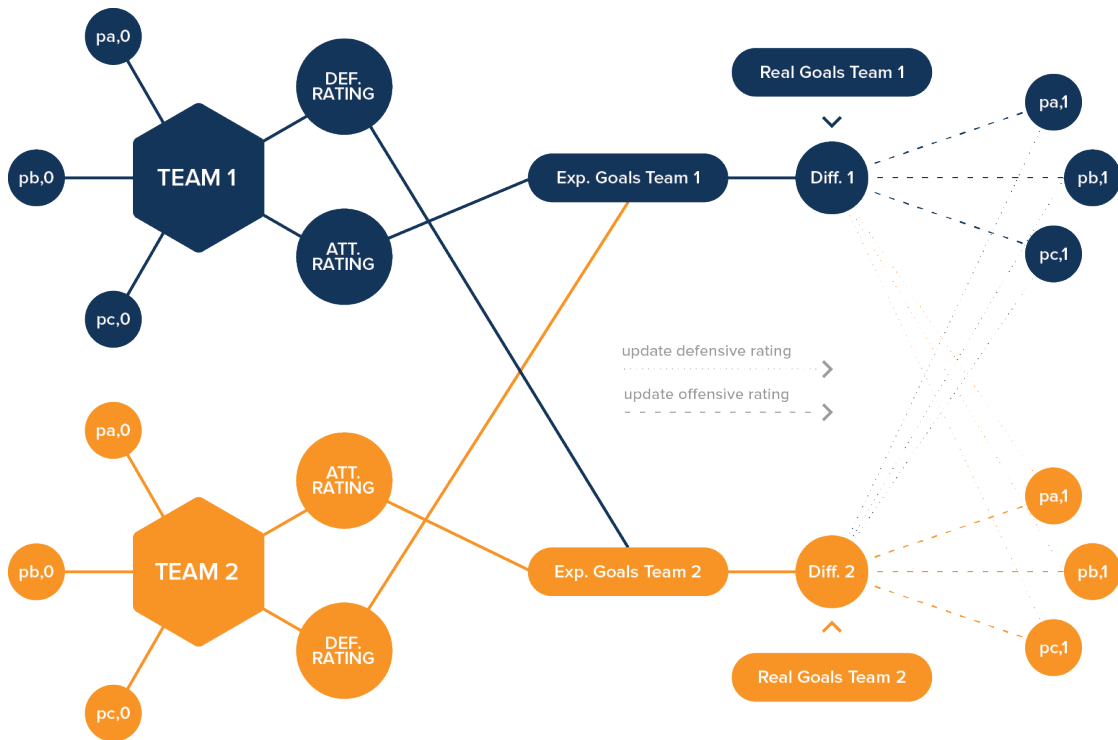 pa,0
DEF.
RATING
Real Goals Team 1
pa,1
pb,0
TEAM 1
Exp. Goals Team 1
Diff. 1
pb,1
ATT.
RATING
pc,1
pc,0
update defensive rating
update offensive rating
pa,0
ATT.
RATING
pa,1
pb,0
TEAM 2
Exp. Goals Team 2
Diff. 2
pb,1
DEF.
RATING
pc,1
Real Goals Team 2
pc,0